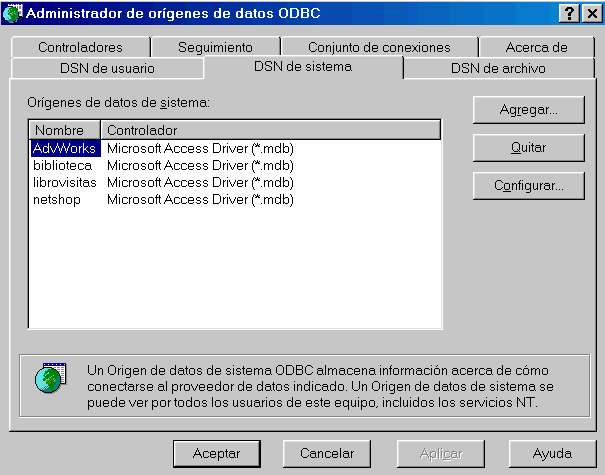 Administrador de orígenes de datos ODBC
Controladores Seguimiento Conjunto de conexiones Acerca de
DSN de usuario DSN de sistema DSN de archivo
Orígenes de datos de sistema:
Agregar...
Nombre Controlador
AdvWorks Microsoft Access Driver (*.mdb)
Quitar
biblioteca Microsoft Access Driver (*.mdb)
librovisitas Microsoft Access Driver (*.mdb)
Configurar...
netshop Microsoft Access Driver (*.mdb)
Un Origen de datos de sistema ODBC almacena información acerca de cómo
conectarse al proveedor de datos indicado. Un Origen de datos de sistema se
puede ver por todos los usuarios de este equipo, incluidos los servicios NT.
Aceptar Cancelar Aplicar Ayuda